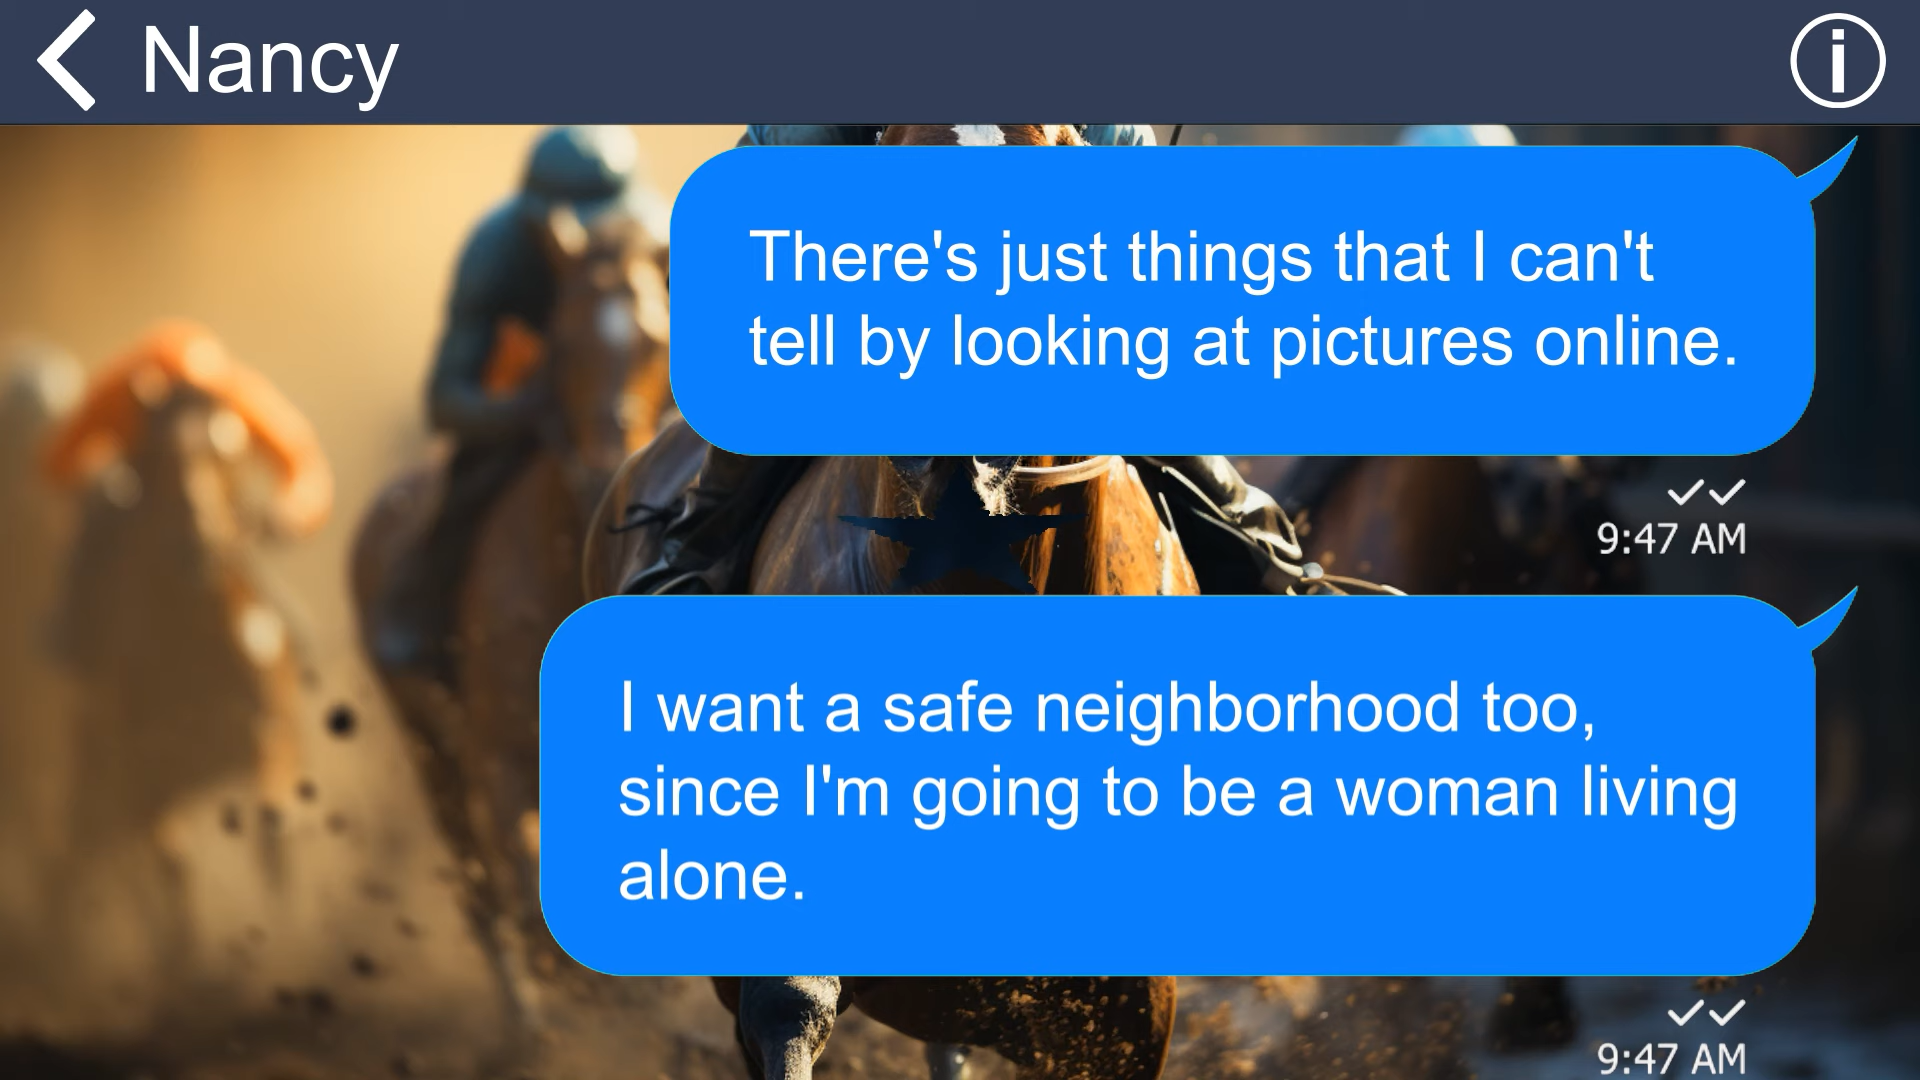 Nancy
There's just things that I can't
tell by looking at pictures online.
9:47 AM
I want a safe neighborhood too,
since I'm going to be a woman living
alone.
9:47 AM